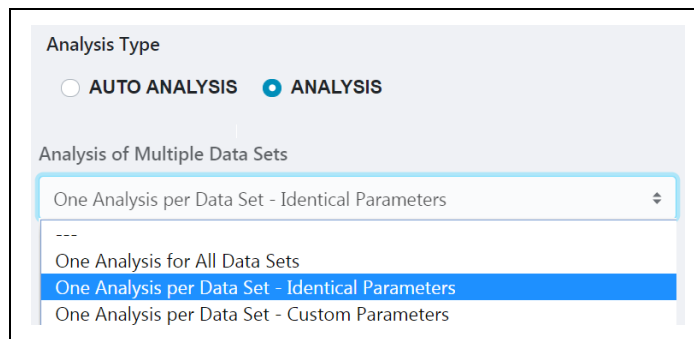 Analysis Type
AUTO ANALYSIS ANALYSIS
Analysis of Multiple Data Sets
One Analysis per Data Set - Identical Parameters
---
One Analysis for All Data Sets
One Analysis per Data Set - Identical Parameters
One Analysis per Data Set - Custom Parameters